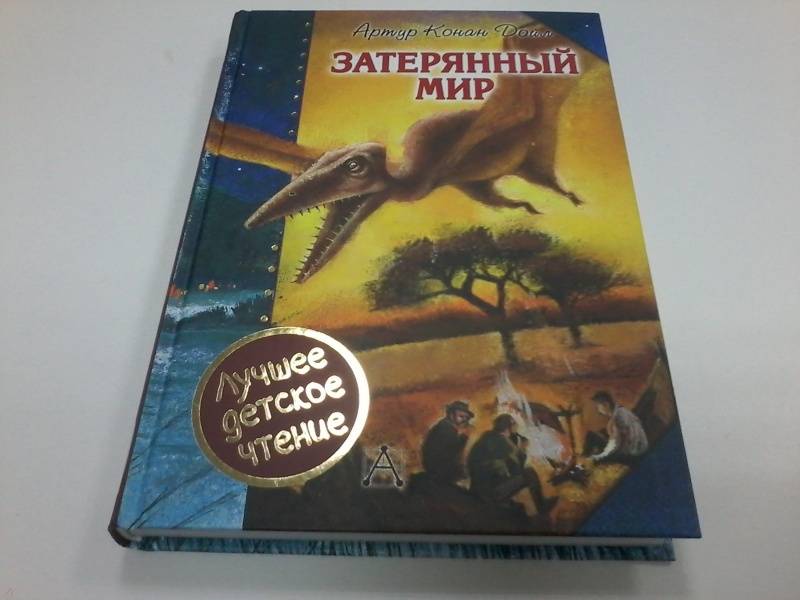 Артур Конан Дойл
ЗАТЕРЯННЫЙ
МИР
Лучшее
детское
чтение
А